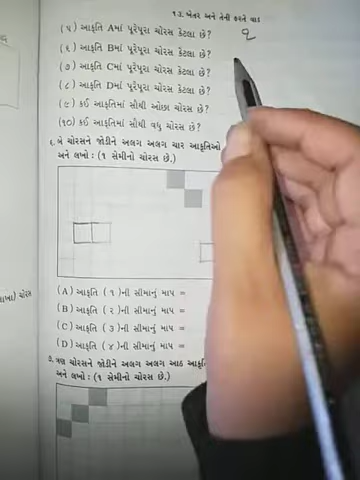 ૧૩. ખેતર અને તેની ફરતે વાડ
(૫) આકૃતિ Aમાં પૂરેપૂરા ચોરસ કેટલા છે? ૨
(૬) આકૃતિ Bમાં પૂરેપૂરા ચોરસ કેટલા છે?
(૭) આકૃતિ Cમાં પૂરેપૂરા ચોરસ કેટલા છે?
(૮) આકૃતિ Dમાં પૂરેપૂરા ચોરસ કેટલા છે?
(૯) કઈ આકૃતિમાં સૌથી ઓછા ચોરસ છે?
(૧૦) કઈ આકૃતિમાં સૌથી વધુ ચોરસ છે?
૬. બે ચોરસને જોડીને અલગ અલગ ચાર આકૃતિઓ
અને લખો : (૧ સેમીનો ચોરસ છે.)
(A) આકૃતિ (૧)ની સીમાનું માપ =
(B) આકૃતિ (૨)ની સીમાનું માપ =
(C) આકૃતિ (૩)ની સીમાનું માપ =
(D) આકૃતિ (૪)ની સીમાનું માપ =
ચોરસ
૭. ત્રણ ચોરસને જોડીને અલગ અલગ આઠ
અને લખો : (૧ સેમીનો ચોરસ છે.)